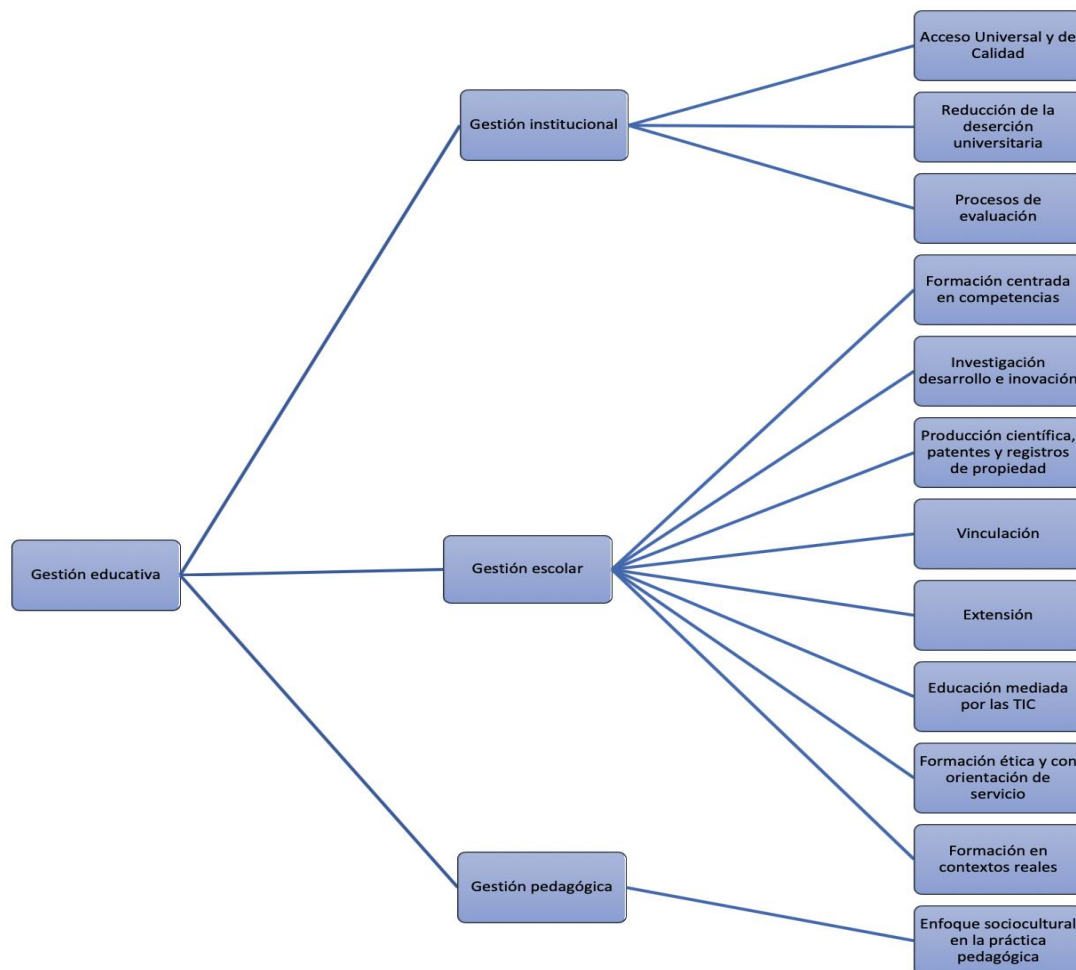 Gestión educativa
Gestión institucional
Acceso Universal y de
Calidad
Reducción de la
deserción
universitaria
Procesos de
evaluación
Gestión escolar
Formación centrada
en competencias
Investigación
desarrollo e inovación
Producción científica,
patentes y registros
de propiedad
Vinculación
Extensión
Educación mediada
por las TIC
Formación ética y con
orientación de
servicio
Formación en
contextos reales
Gestión pedagógica
Enfoque sociocultural
en la práctica
pedagógica